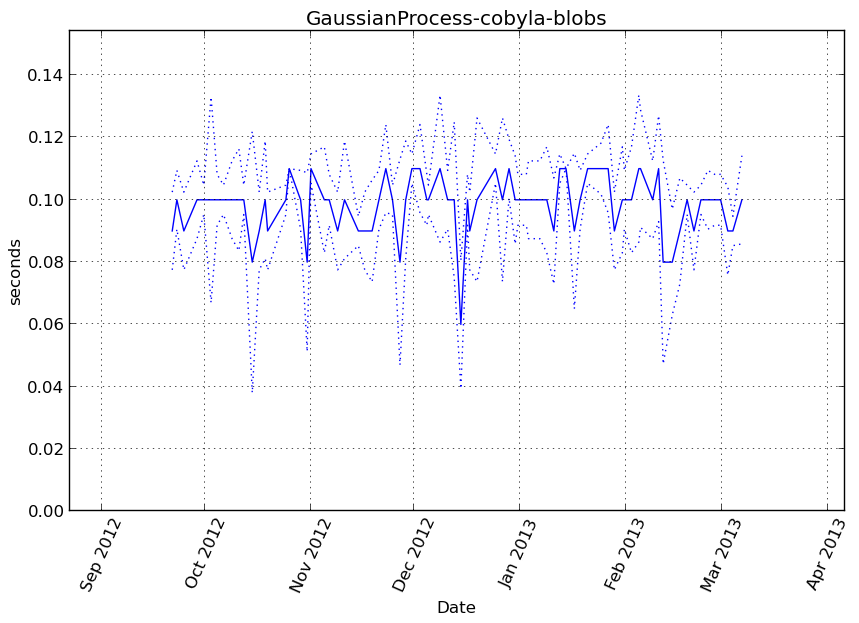 GaussianProcess-cobyla-blobs
0.14
0.12
0.10
0.08
0.06
0.04
0.02
0.00
seconds
Sep 2012
Oct 2012
Nov 2012
Dec 2012
Jan 2013
Feb 2013
Mar 2013
Apr 2013
Date